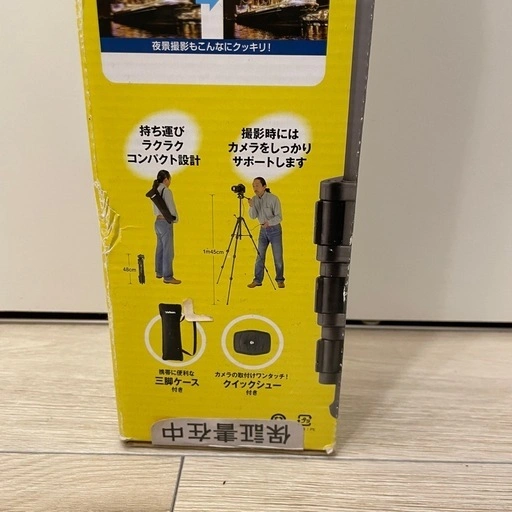 夜景撮影もこんなにクッキリ!
持ち運び
ラクラク
コンパクト設計
撮影時には
カメラをしっかり
サポートします
1m45cm
48cm
携帯に便利な
三脚ケース
付き
カメラの取付けワンタッチ!
クイックシュー
付き
保証書在中